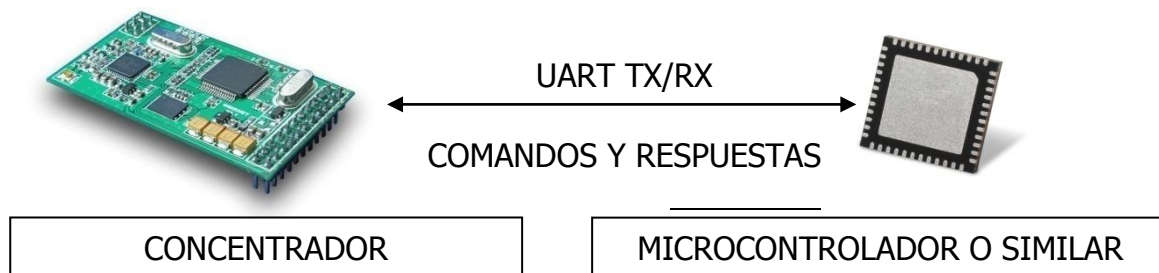 UART TX/RX
COMANDOS Y RESPUESTAS
CONCENTRADOR
MICROCONTROLADOR O SIMILAR